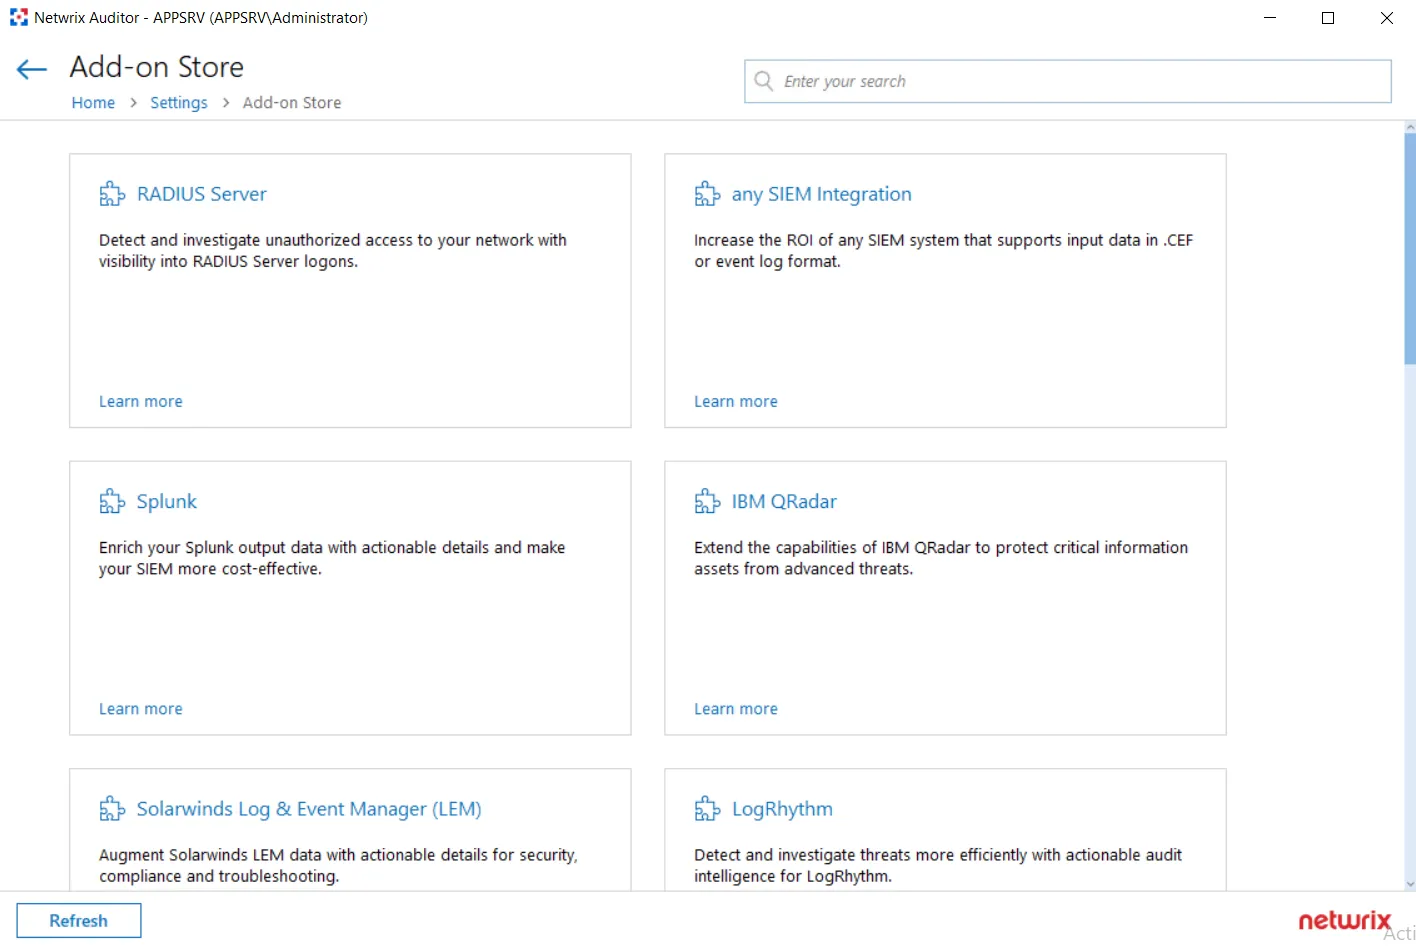 Netwrix Auditor - APPSRV (APPSRV\Administrator)
Add-on Store
Enter your search
Home > Settings > Add-on Store
RADIUS Server
Detect and investigate unauthorized access to your network with
visibility into RADIUS Server logons.
Learn more
any SIEM Integration
Increase the ROI of any SIEM system that supports input data in .CEF
or event log format.
Learn more
Splunk
Enrich your Splunk output data with actionable details and make
your SIEM more cost-effective.
Learn more
IBM QRadar
Extend the capabilities of IBM QRadar to protect critical information
assets from advanced threats.
Learn more
Solarwinds Log & Event Manager (LEM)
Augment Solarwinds LEM data with actionable details for security,
compliance and troubleshooting.
LogRhythm
Detect and investigate threats more efficiently with actionable audit
intelligence for LogRhythm.
Refresh
netwrix
Acti